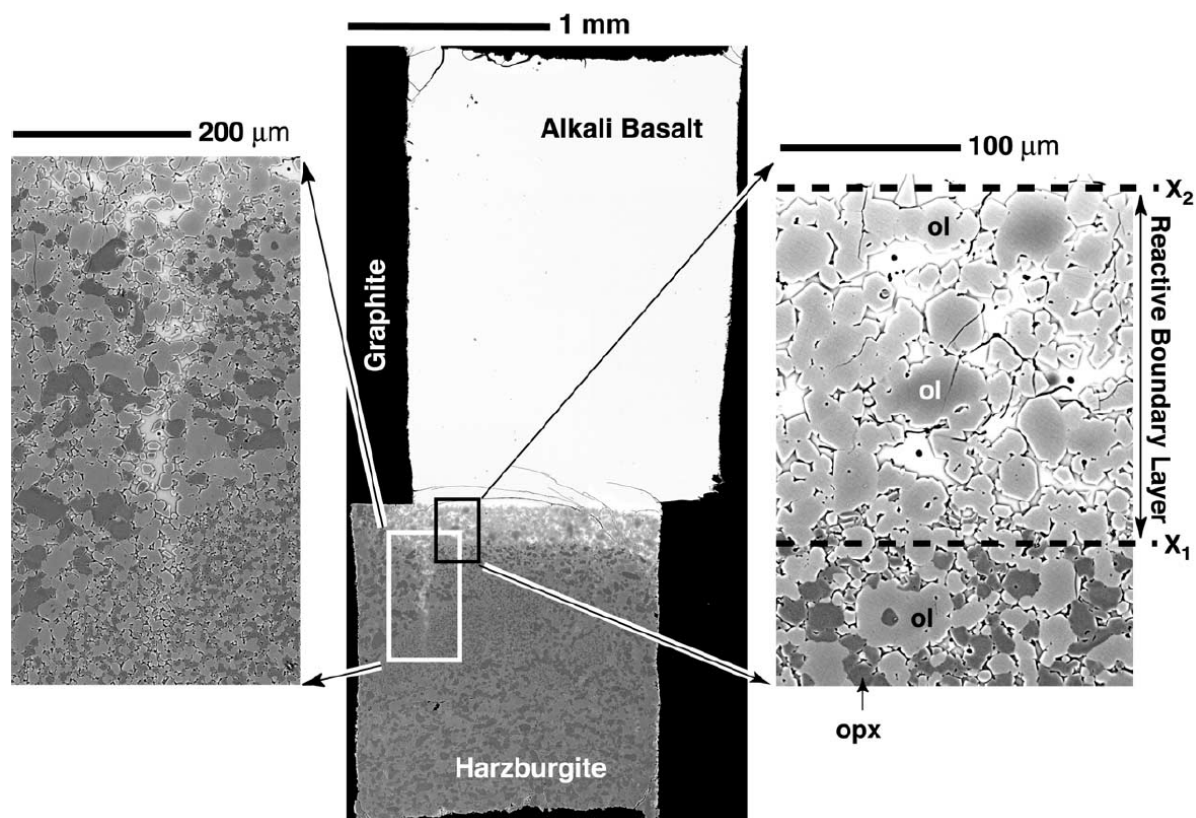 1 mm
200 μm
Alkali Basalt
100 μm
X₂
ol
Reactive Boundary Layer
Graphite
ol
X₁
ol
opx
Harzburgite